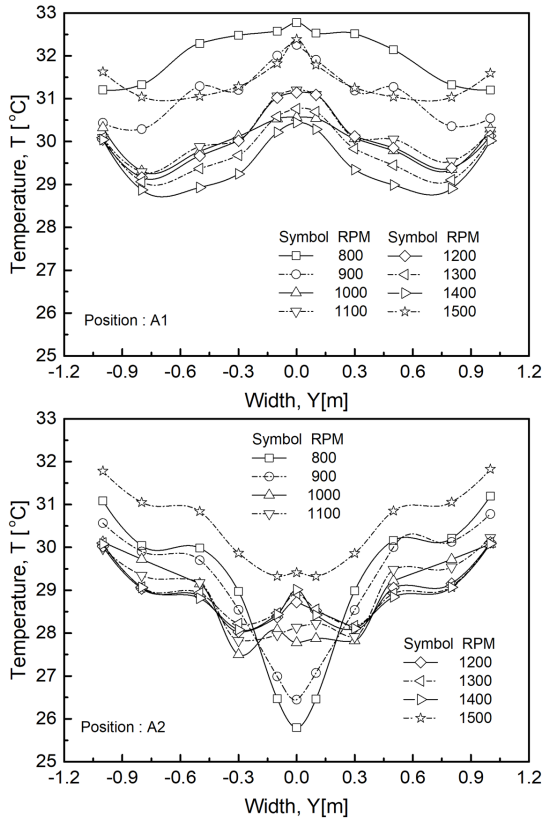 33
32
31
30
29
28
27
26
25
Temperature, T [°C]
Symbol RPM Symbol RPM
800 1200
900 1300
1000 1400
1100 1500
Position : A1
-1.2 -0.9 -0.6 -0.3 0.0 0.3 0.6 0.9 1.2
Width, Y[m]
33
32
31
30
29
28
27
26
25
Temperature, T [°C]
Symbol RPM
800
900
1000
1100
Symbol RPM
1200
1300
1400
1500
Position : A2
-1.2 -0.9 -0.6 -0.3 0.0 0.3 0.6 0.9 1.2
Width, Y[m]